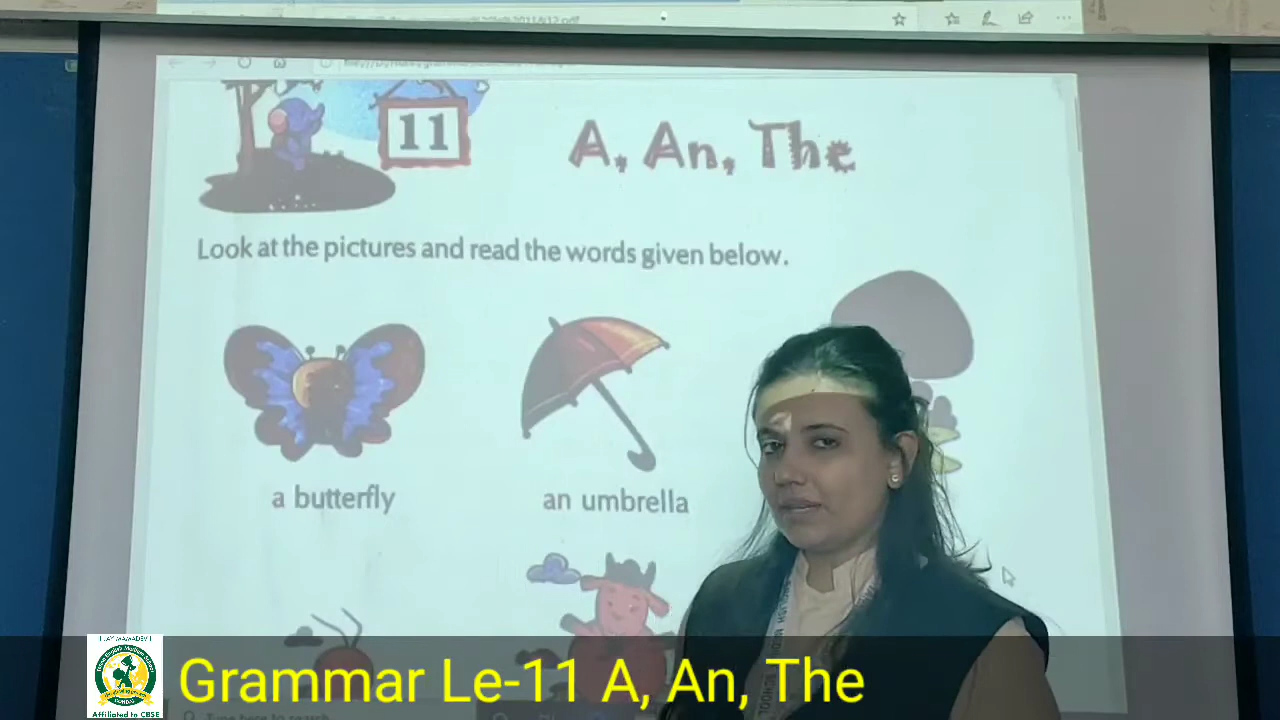 11
A, An, The
Look at the pictures and read the words given below.
a butterfly
an umbrella
Grammar Le-11 A, An, The
Affiliated to CBSE